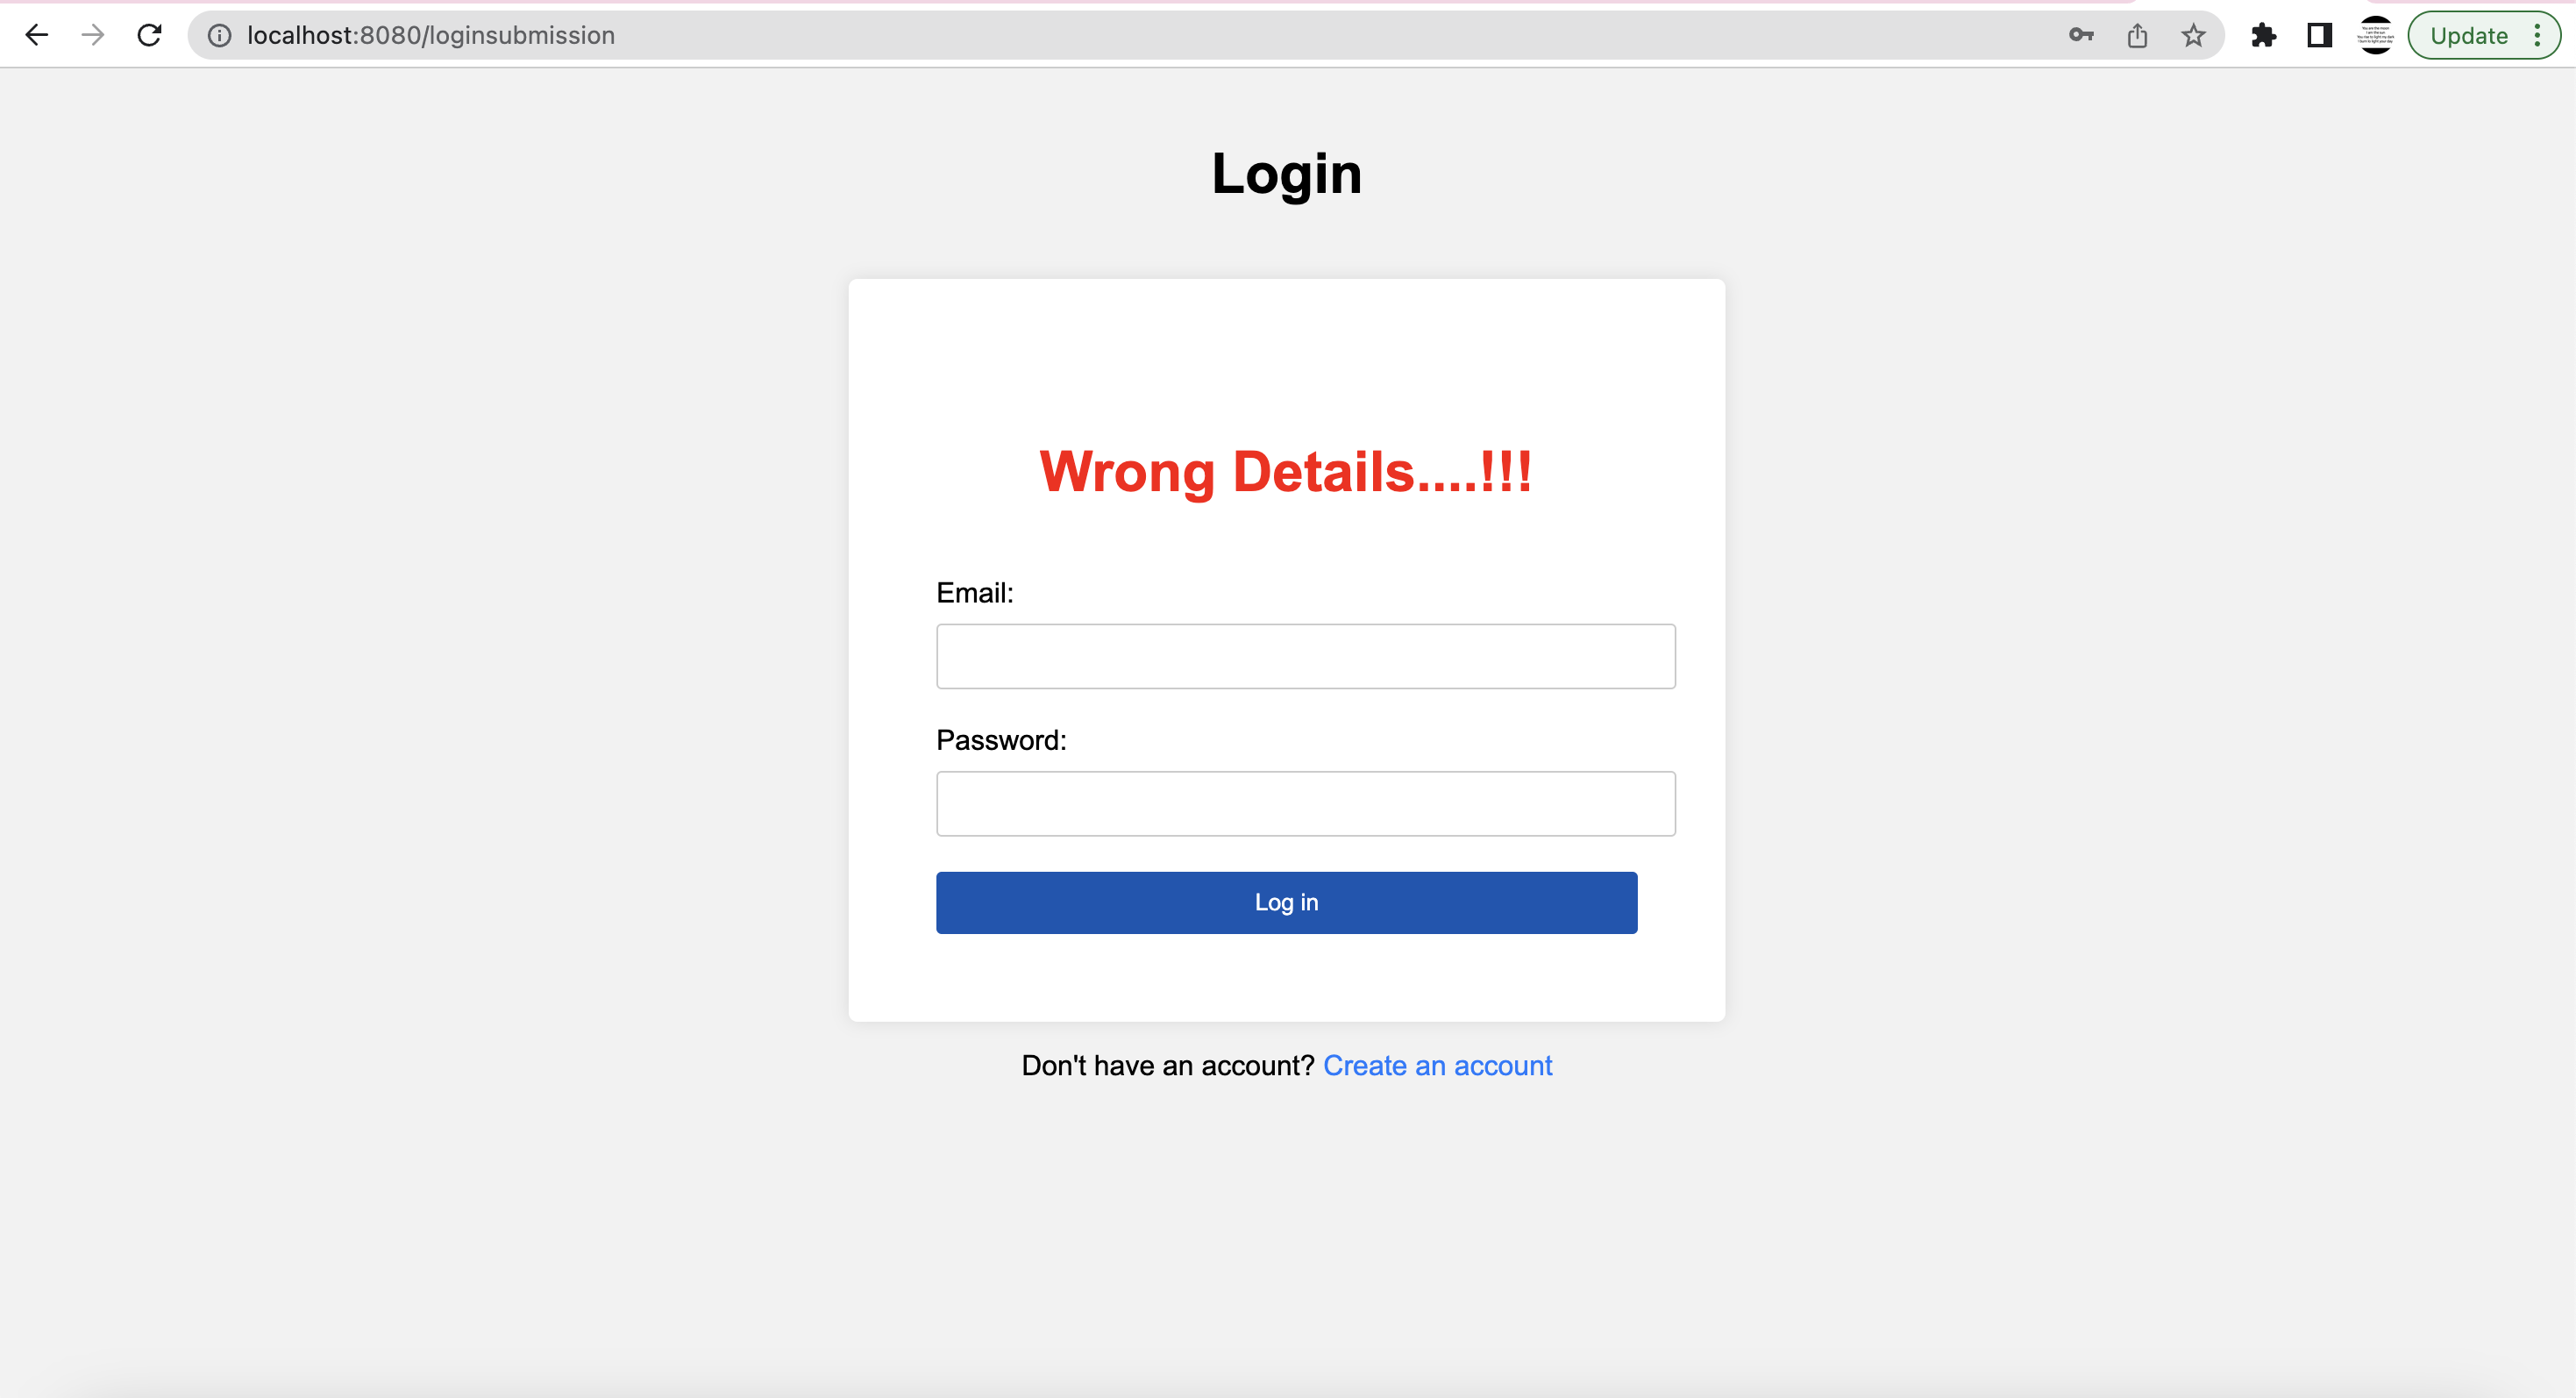 localhost:8080/loginsubmission
Update
Login
Wrong Details....!!!
Email:
Password:
Log in
Don't have an account? Create an account